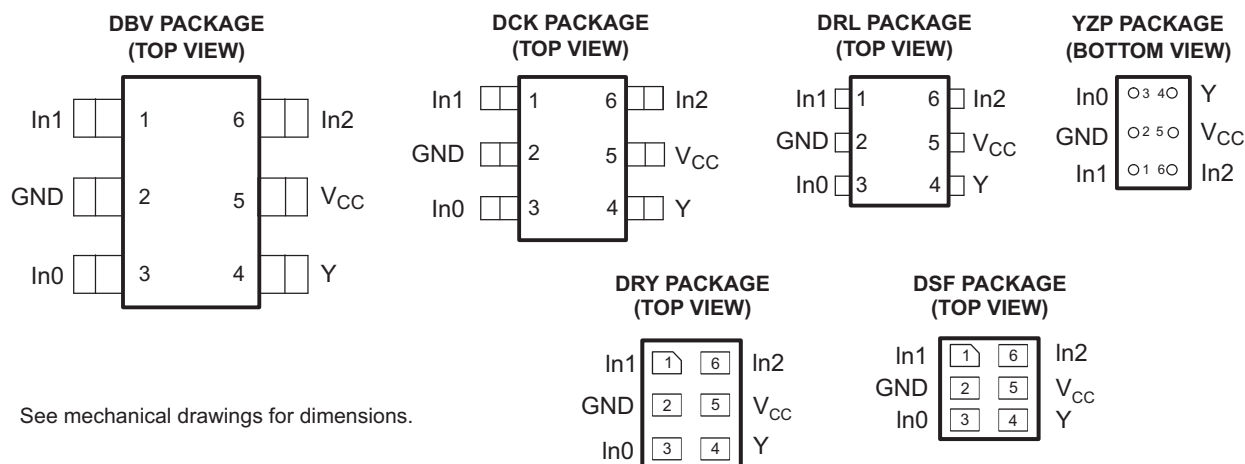 DBV PACKAGE
(TOP VIEW)
In1 1 6 In2
GND 2 5 VCC
In0 3 4 Y
DCK PACKAGE
(TOP VIEW)
In1 1 6 In2
GND 2 5 VCC
In0 3 4 Y
DRL PACKAGE
(TOP VIEW)
In1 1 6 In2
GND 2 5 VCC
In0 3 4 Y
YZP PACKAGE
(BOTTOM VIEW)
In0 3 4 Y
GND 2 5 VCC
In1 1 6 In2
DRY PACKAGE
(TOP VIEW)
In1 1 6 In2
GND 2 5 VCC
In0 3 4 Y
DSF PACKAGE
(TOP VIEW)
In1 1 6 In2
GND 2 5 VCC
In0 3 4 Y
See mechanical drawings for dimensions.